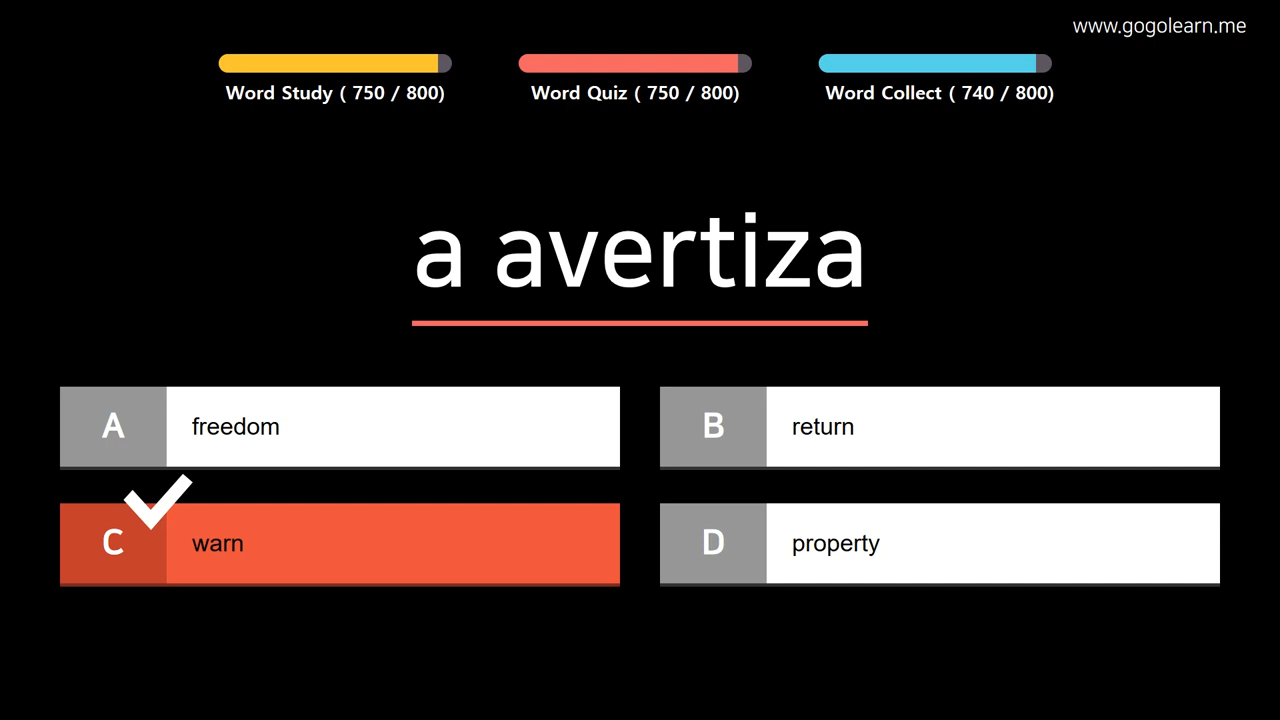 www.gogolearn.me
Word Study ( 750 / 800)
Word Quiz ( 750 / 800)
Word Collect ( 740 / 800)
a avertiza
A freedom
B return
C warn
D property